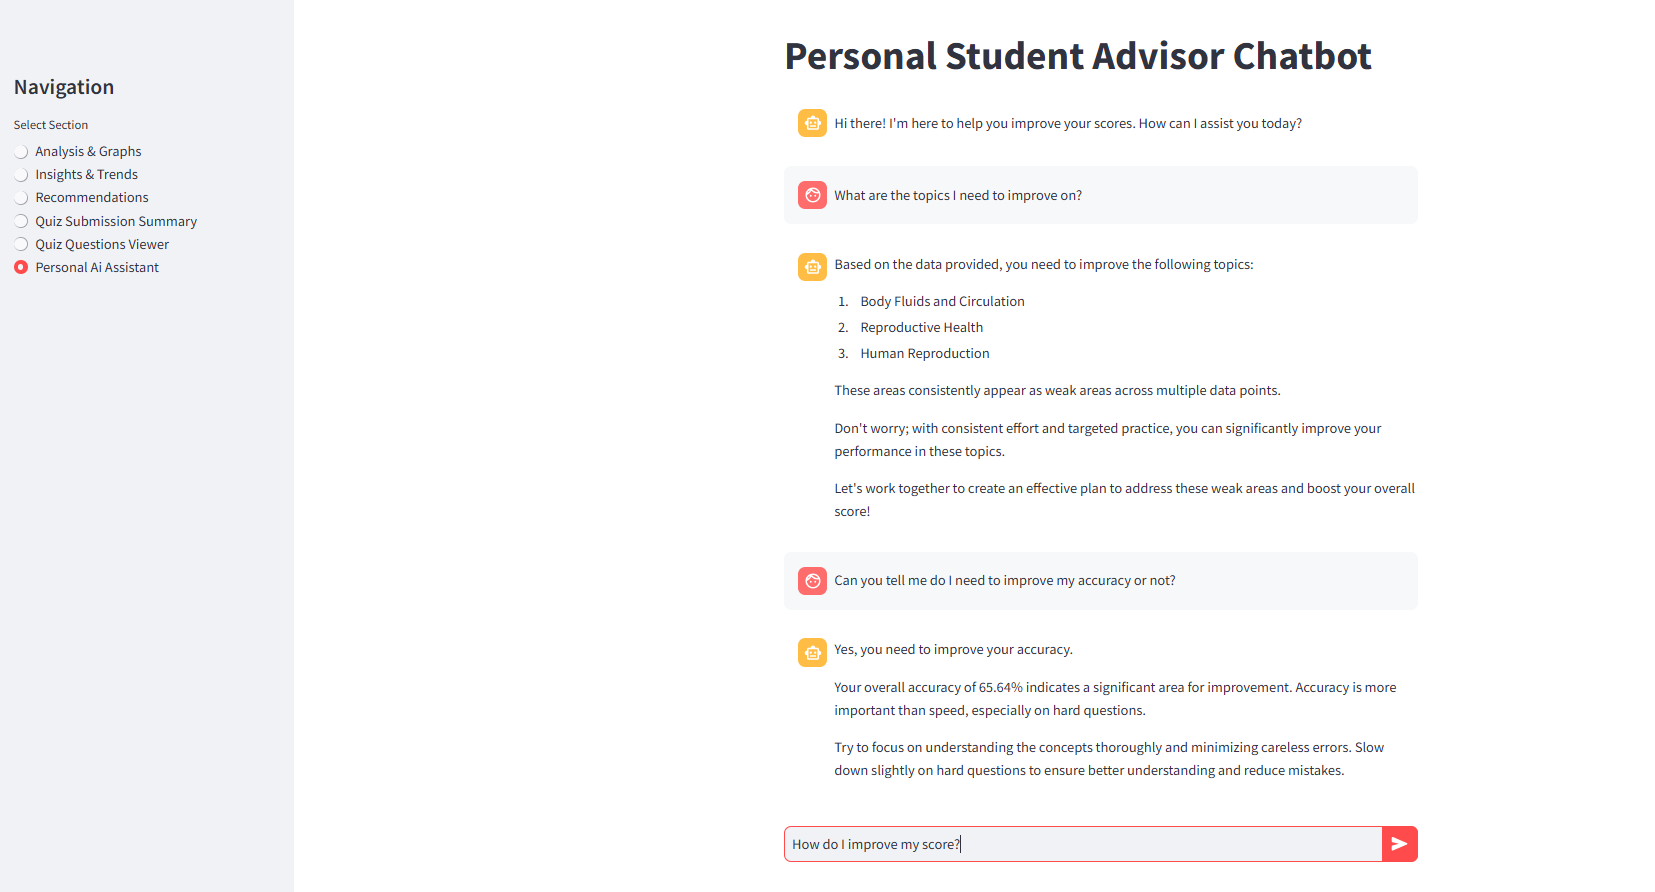 Navigation
Select Section
Analysis & Graphs
Insights & Trends
Recommendations
Quiz Submission Summary
Quiz Questions Viewer
Personal Ai Assistant
Personal Student Advisor Chatbot
Hi there! I'm here to help you improve your scores. How can I assist you today?
What are the topics I need to improve on?
Based on the data provided, you need to improve the following topics:
1. Body Fluids and Circulation
2. Reproductive Health
3. Human Reproduction
These areas consistently appear as weak areas across multiple data points.
Don't worry; with consistent effort and targeted practice, you can significantly improve your
performance in these topics.
Let's work together to create an effective plan to address these weak areas and boost your overall
score!
Can you tell me do I need to improve my accuracy or not?
Yes, you need to improve your accuracy.
Your overall accuracy of 65.64% indicates a significant area for improvement. Accuracy is more
important than speed, especially on hard questions.
Try to focus on understanding the concepts thoroughly and minimizing careless errors. Slow
down slightly on hard questions to ensure better understanding and reduce mistakes.
How do I improve my score?